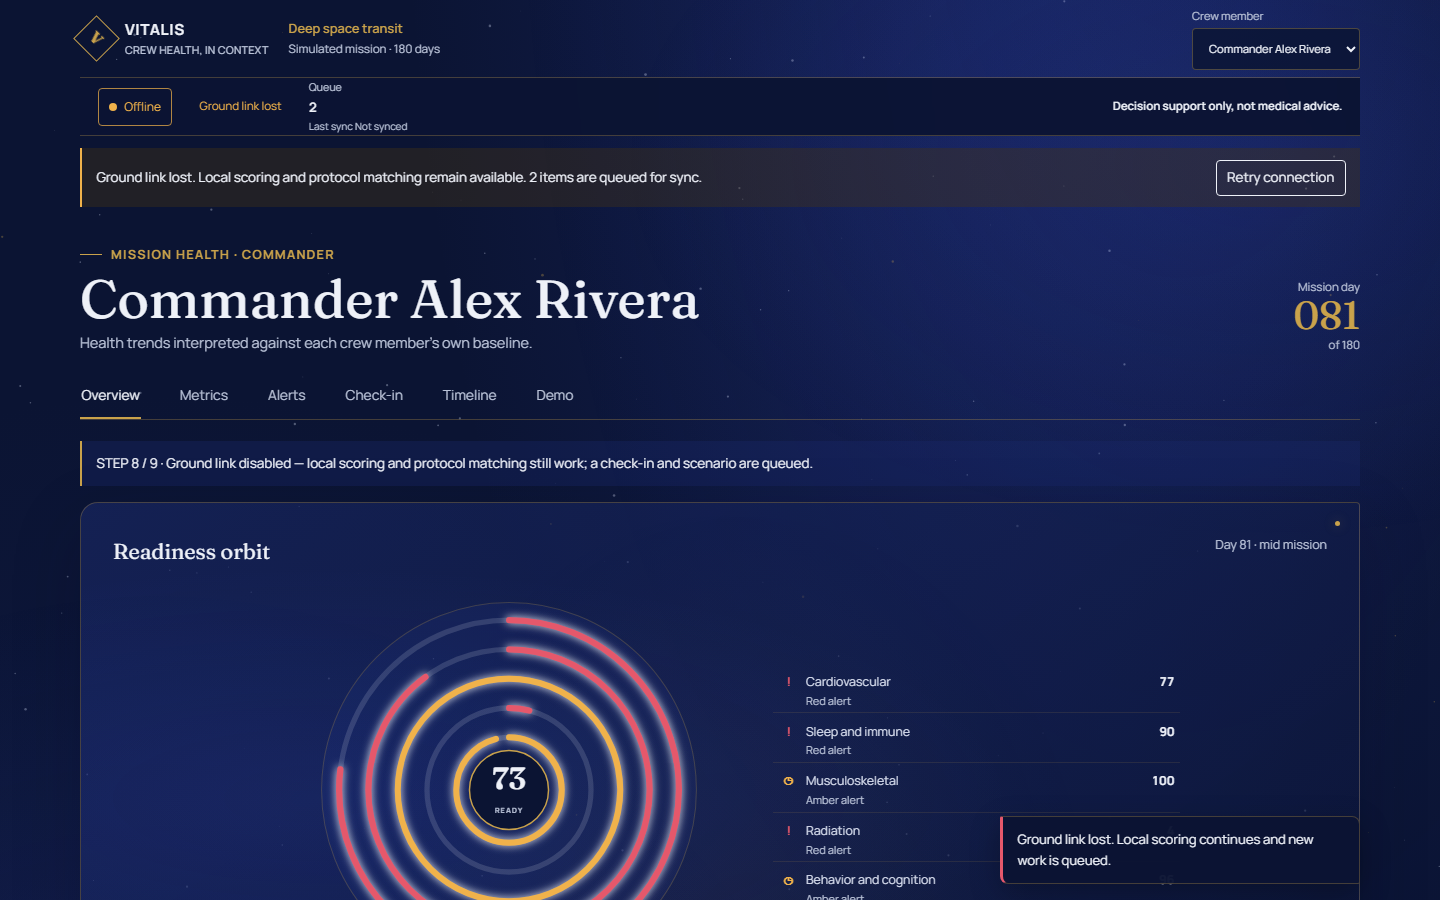 VITALIS
CREW HEALTH, IN CONTEXT
Deep space transit
Simulated mission · 180 days
Crew member
Commander Alex Rivera
Offline
Ground link lost
Queue
2
Last sync Not synced
Decision support only, not medical advice.
Ground link lost. Local scoring and protocol matching remain available. 2 items are queued for sync.
Retry connection
MISSION HEALTH · COMMANDER
Commander Alex Rivera
Health trends interpreted against each crew member's own baseline.
Mission day
081
of 180
Overview
Metrics
Alerts
Check-in
Timeline
Demo
STEP 8 / 9 · Ground link disabled — local scoring and protocol matching still work; a check-in and scenario are queued.
Readiness orbit
Day 81 · mid mission
73
READY
! Cardiovascular 77
Red alert
! Sleep and immune 90
Red alert
Musculoskeletal 100
Amber alert
! Radiation
Red alert
Behavior and cognition
Amber alert
Ground link lost. Local scoring continues and new
work is queued.